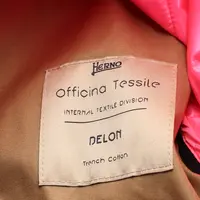 HERNO
Officina Tessile
INTERNAL TEXTILE DIVISION
DELON
Trench Cotton